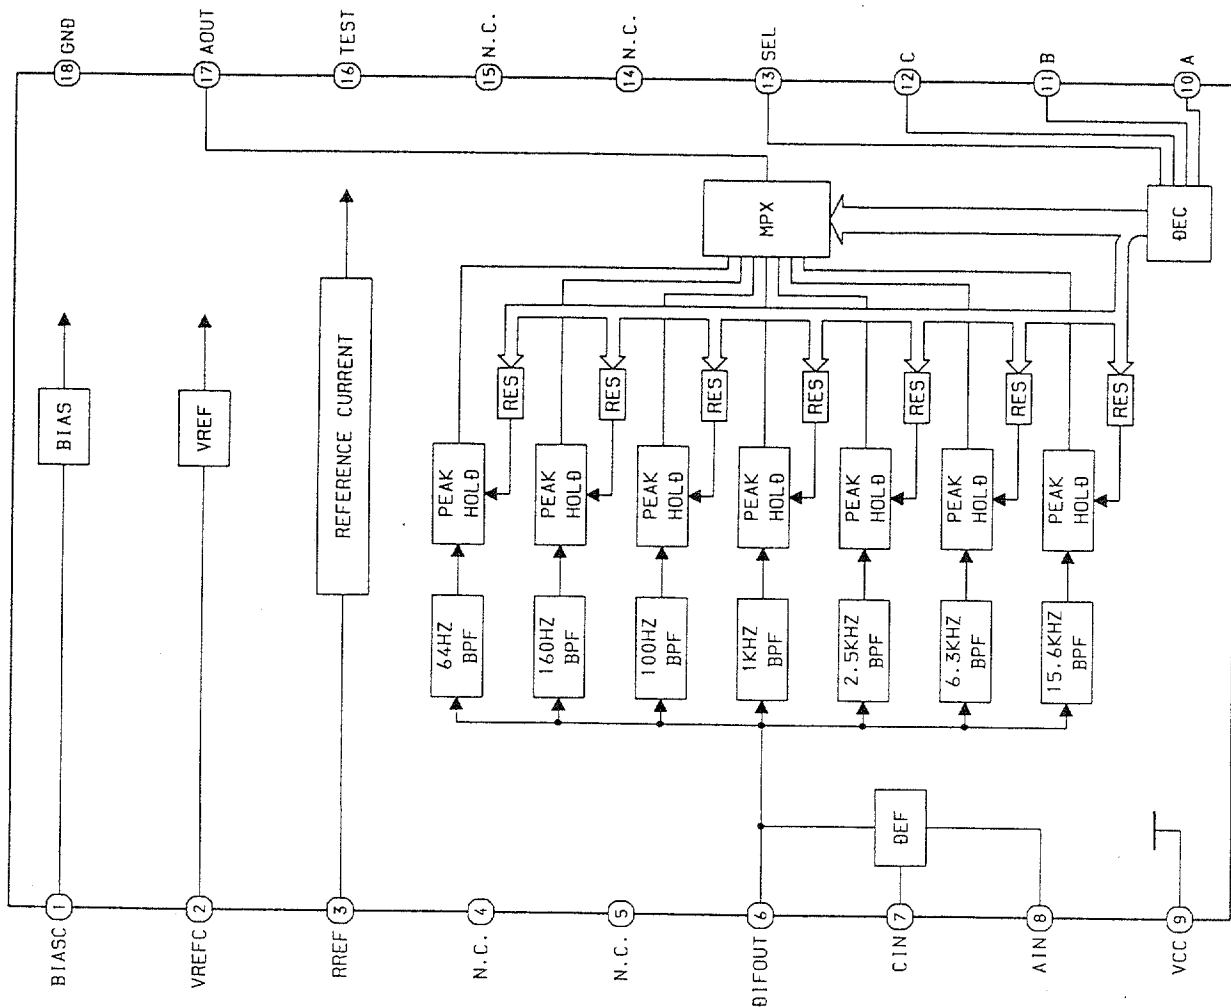 BIASC 1
VREFC 2
RREF 3
N.C. 4
N.C. 5
DIFOUT 6
CIN 7
AIN 8
VCC 9
18 GND
17 AOUT
16 TEST
15 N.C.
14 N.C.
13 SEL
12 C
11 B
10 A
BIAS
VREF
REFERENCE CURRENT
DEF
64HZ
BPF
160HZ
BPF
100HZ
BPF
1KHZ
BPF
2.5KHZ
BPF
6.3KHZ
BPF
15.6KHZ
BPF
PEAK
HOLD
PEAK
HOLD
PEAK
HOLD
PEAK
HOLD
PEAK
HOLD
PEAK
HOLD
PEAK
HOLD
RES
RES
RES
RES
RES
RES
RES
MPX
DEC